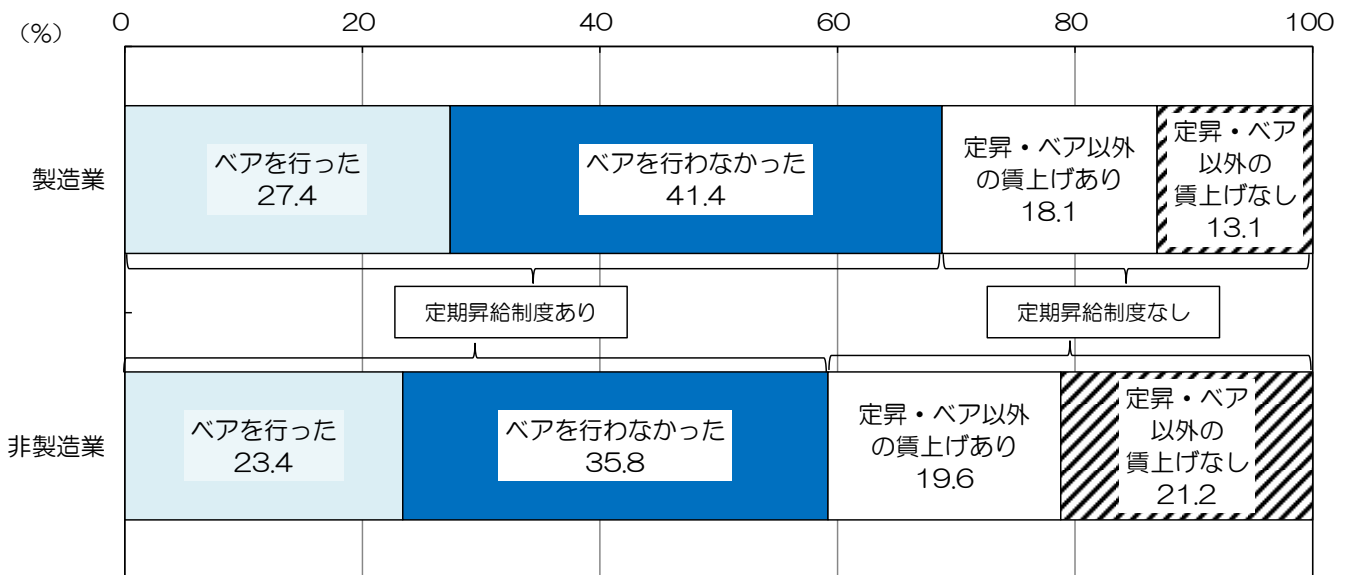 (%)
0 20 40 60 80 100
製造業
ベアを行った
27.4
ベアを行わなかった
41.4
定昇・ベア以外
の賃上げあり
18.1
定昇・ベア
以外の
賃上げなし
13.1
定期昇給制度あり
定期昇給制度なし
非製造業
ベアを行った
23.4
ベアを行わなかった
35.8
定昇・ベア以外
の賃上げあり
19.6
定昇・ベア
以外の
賃上げなし
21.2